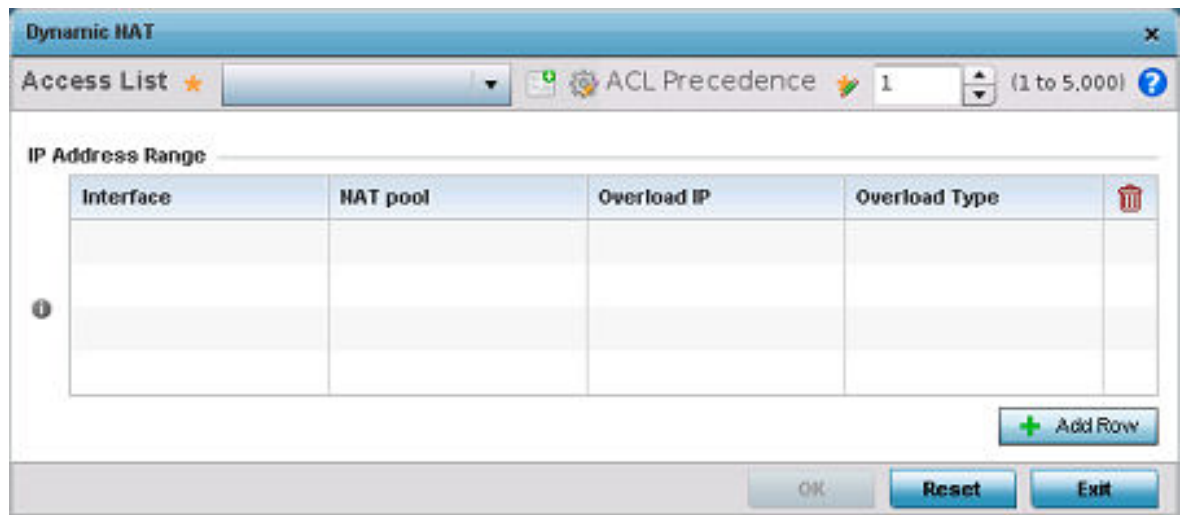 Dynamic NAT
Access List ACL Precedence 1 (1 to 5,000)
IP Address Range
Interface NAT pool Overload IP Overload Type
Add Row
OK Reset Exit